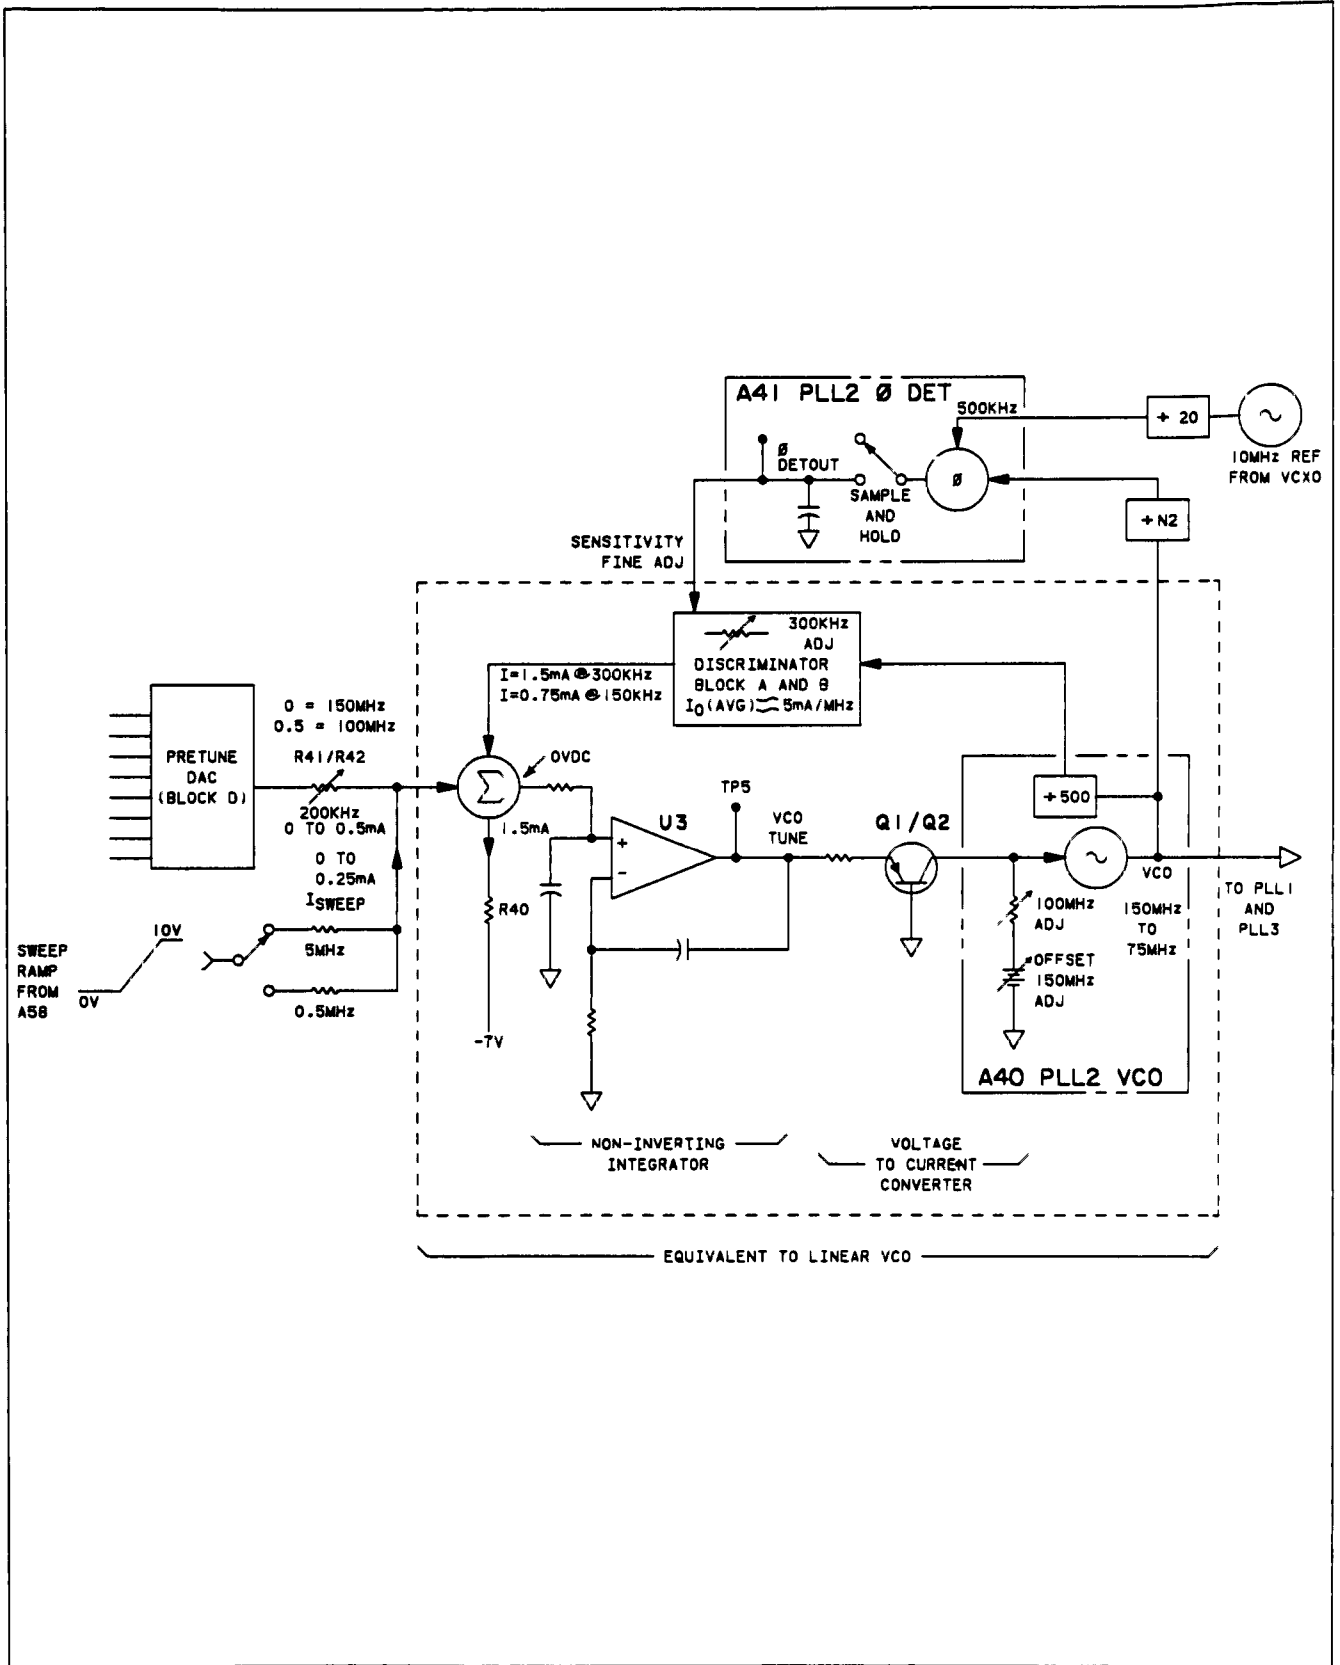 A41 PLL2 Ø DET
500KHz
÷ 20
10MHz REF
FROM VCXO
Ø
DETOUT
Ø
SAMPLE
AND
HOLD
÷ N2
SENSITIVITY
FINE ADJ
300KHz
ADJ
DISCRIMINATOR
BLOCK A AND B
I0(AVG)≈5mA/MHz
I=1.5mA @ 300KHz
I=0.75mA @ 150KHz
0 = 150MHz
0.5 = 100MHz
R41/R42
PRETUNE
DAC
(BLOCK D)
200KHz
0 TO 0.5mA
0 TO
0.25mA
ISWEEP
Σ
0VDC
1.5mA
R40
-7V
U3
+
-
TP5
VCO
TUNE
Q1/Q2
÷500
VCO
150MHz
TO
75MHz
TO PLL1
AND
PLL3
100MHz
ADJ
OFFSET
150MHz
ADJ
A40 PLL2 VCO
SWEEP
RAMP
FROM
A58
10V
0V
5MHz
0.5MHz
NON-INVERTING
INTEGRATOR
VOLTAGE
TO CURRENT
CONVERTER
EQUIVALENT TO LINEAR VCO